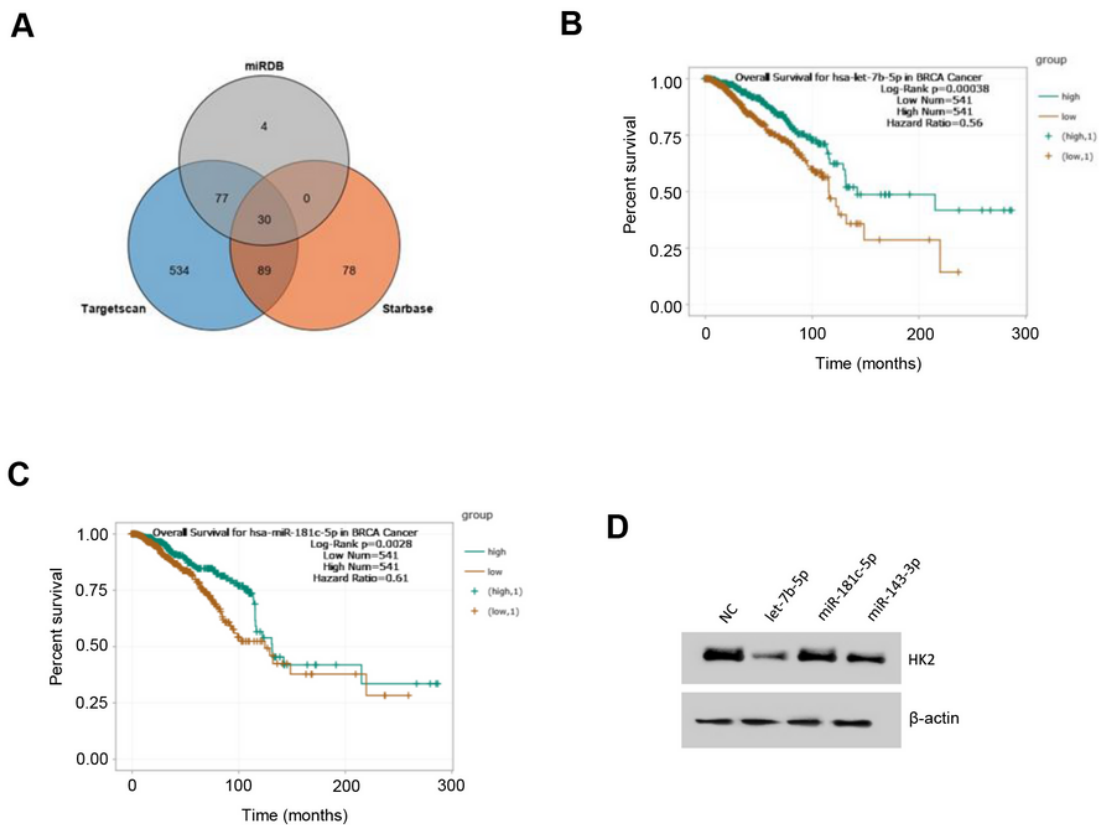 A
miRDB
4
77
0
30
534
89
78
Targetscan
Starbase
B
group
Overall Survival for hsa-let-7b-5p in BRCA Cancer
Log-Rank p=0.00038
Low Num=541
High Num=541
Hazard Ratio=0.56
high
low
(high,1)
(low,1)
1.00
0.75
0.50
0.25
0.00
Percent survival
0
100
200
300
Time (months)
C
group
Overall Survival for hsa-miR-181c-5p in BRCA Cancer
Log-Rank p=0.0028
Low Num=541
High Num=541
Hazard Ratio=0.61
high
low
(high,1)
(low,1)
1.00
0.75
0.50
0.25
0.00
Percent survival
0
100
200
300
Time (months)
D
NC
let-7b-5p
miR-181c-5p
miR-143-3p
HK2
β-actin